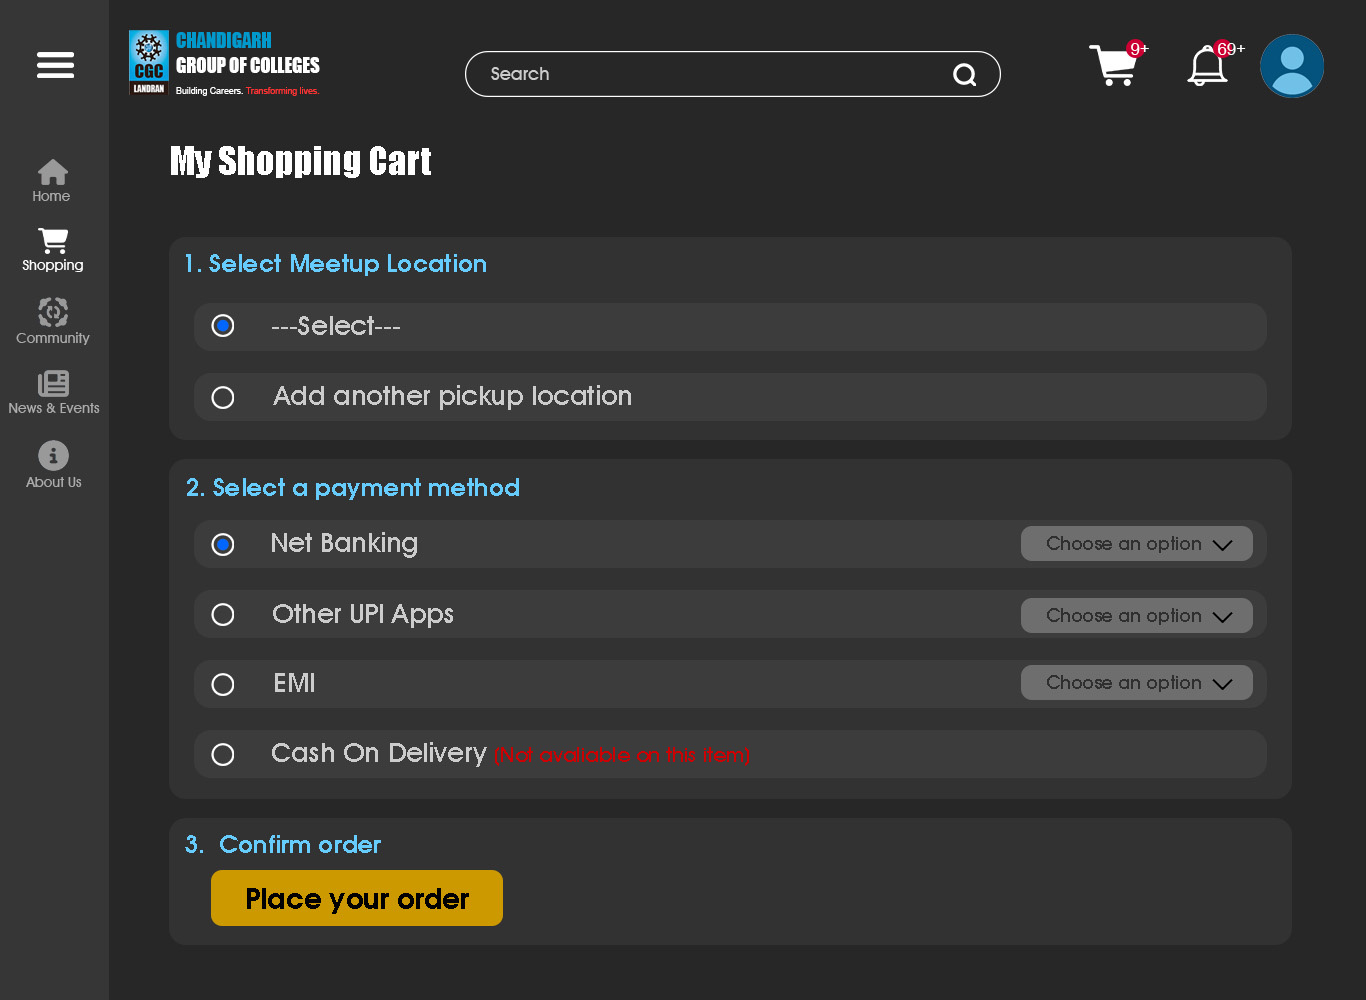 CHANDIGARH
GROUP OF COLLEGES
CGC
LANDRAN
Building Careers. Transforming lives.
Search
9+
69+
My Shopping Cart
Home
Shopping
Community
News & Events
About Us
1. Select Meetup Location
---Select---
Add another pickup location
2. Select a payment method
Net Banking Choose an option
Other UPI Apps Choose an option
EMI Choose an option
Cash On Delivery (Not avaliable on this item)
3. Confirm order
Place your order